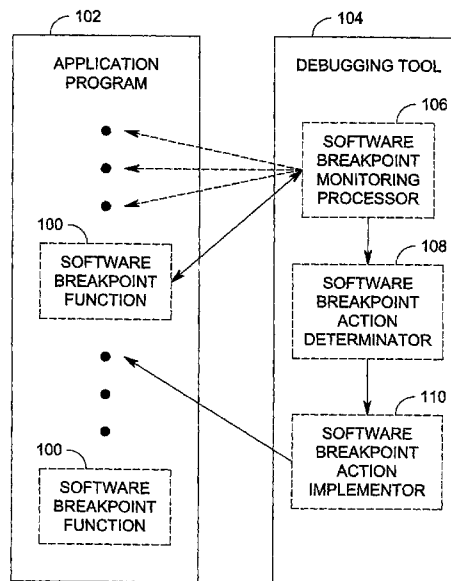 102
104
APPLICATION
PROGRAM
DEBUGGING TOOL
106
SOFTWARE
BREAKPOINT
MONITORING
PROCESSOR
100
SOFTWARE
BREAKPOINT
FUNCTION
108
SOFTWARE
BREAKPOINT
ACTION
DETERMINATOR
110
SOFTWARE
BREAKPOINT
ACTION
IMPLEMENTOR
100
SOFTWARE
BREAKPOINT
FUNCTION